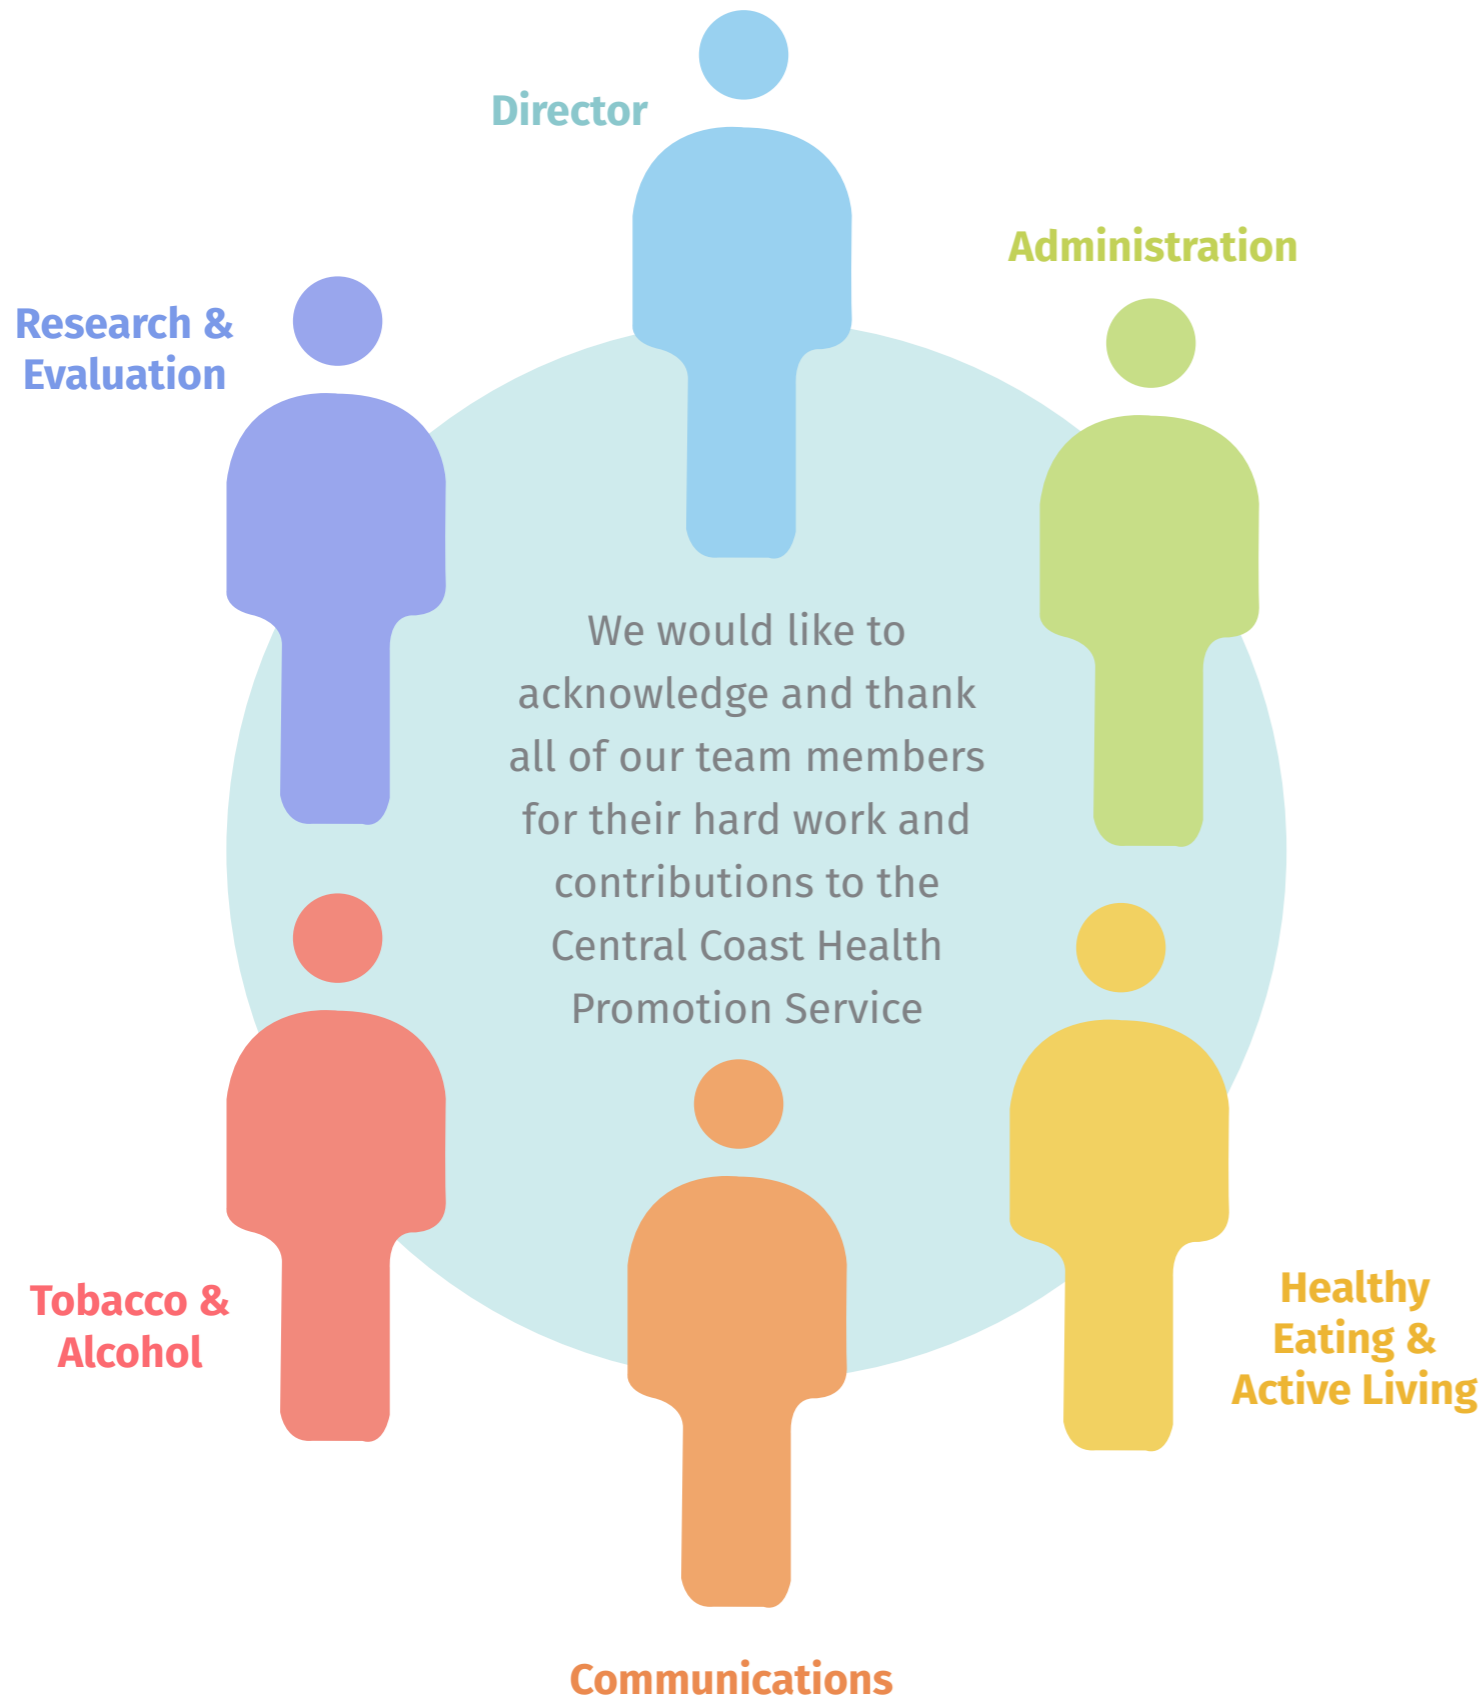 Director
Administration
Research &
Evaluation
We would like to
acknowledge and thank
all of our team members
for their hard work and
contributions to the
Central Coast Health
Promotion Service
Tobacco &
Alcohol
Healthy
Eating &
Active Living
Communications